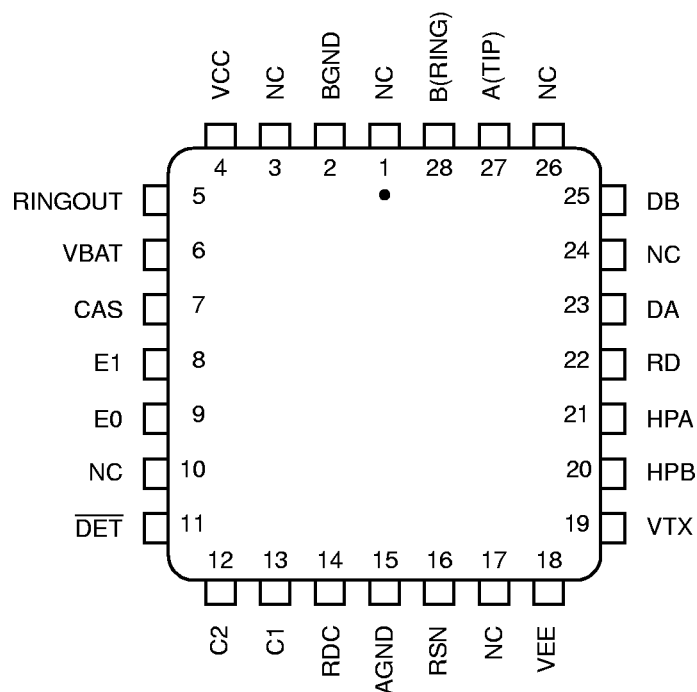 VCC NC BGND NC B(RING) A(TIP) NC
4 3 2 1 28 27 26
RINGOUT 5 25 DB
VBAT 6 24 NC
CAS 7 23 DA
E1 8 22 RD
E0 9 21 HPA
NC 10 20 HPB
DET 11 19 VTX
12 13 14 15 16 17 18
C2 C1 RDC AGND RSN NC VEE